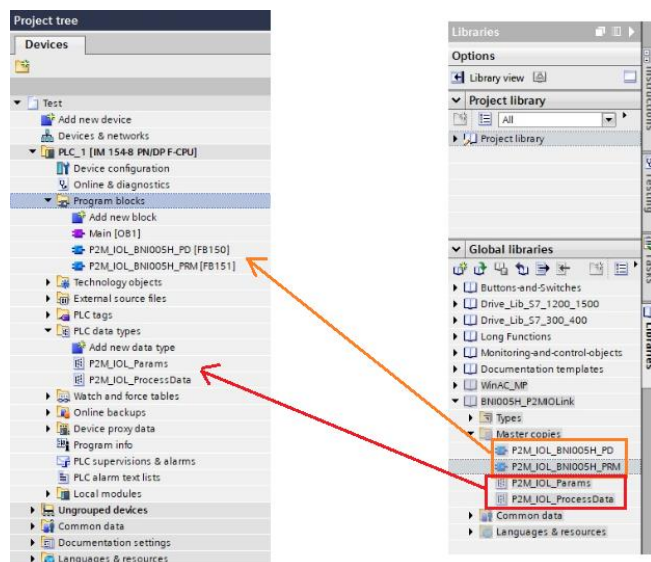 Project tree
Devices
Test
Add new device
Devices & networks
PLC_1 [IM 154-8 PN/DP F-CPU]
Device configuration
Online & diagnostics
Program blocks
Add new block
Main [OB1]
P2M_IOL_BNI005H_PD [FB150]
P2M_IOL_BNI005H_PRM [FB151]
Technology objects
External source files
PLC tags
PLC data types
Add new data type
P2M_IOL_Params
P2M_IOL_ProcessData
Watch and force tables
Online backups
Device proxy data
Program info
PLC supervisions & alarms
PLC alarm text lists
Local modules
Ungrouped devices
Common data
Documentation settings
Languages & resources
Libraries
Options
Library view
Project library
All
Project library
Global libraries
Buttons-and-Switches
Drive_Lib_S7_1200_1500
Drive_Lib_S7_300_400
Long Functions
Monitoring-and-control-objects
Documentation templates
WinAC_MP
BNI005H_P2MIOLink
Types
Master copies
P2M_IOL_BNI005H_PD
P2M_IOL_BNI005H_PRM
P2M_IOL_Params
P2M_IOL_ProcessData
Common data
Languages & resources
Instructions
Testing
Tasks
Libraries